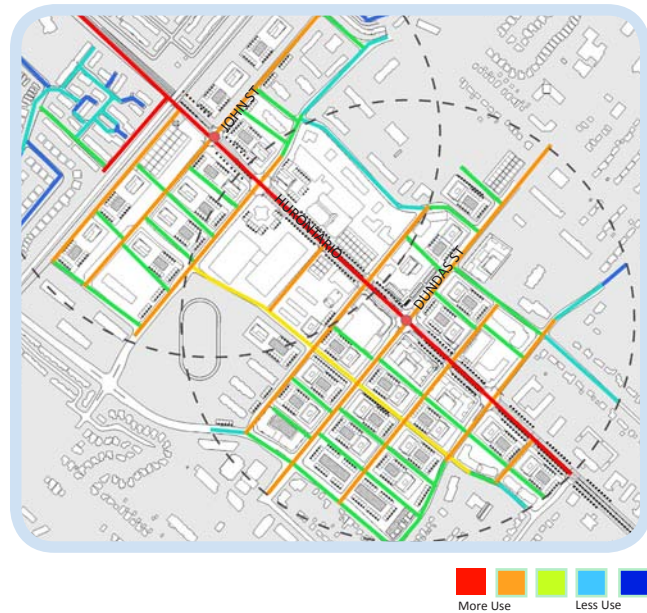 JOHN ST
HURONTARIO
DUNDAS ST
More Use
Less Use